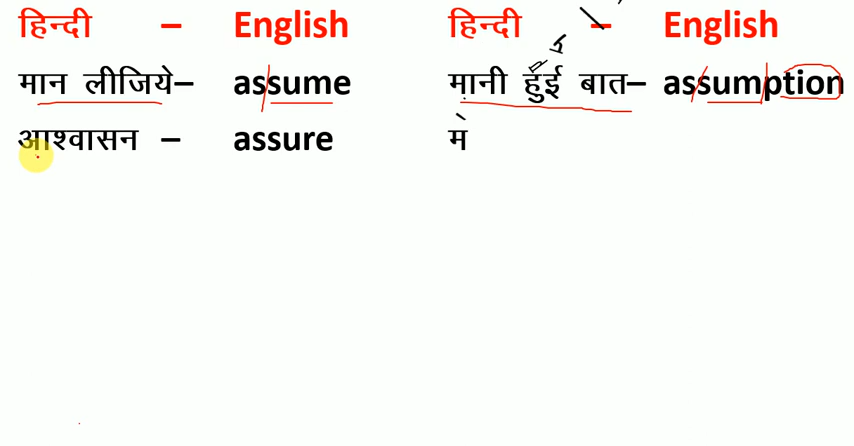 हिन्दी – English हिन्दी – English
मान लीजिये– assume मानी हुई बात– assumption
आश्वासन – assure म